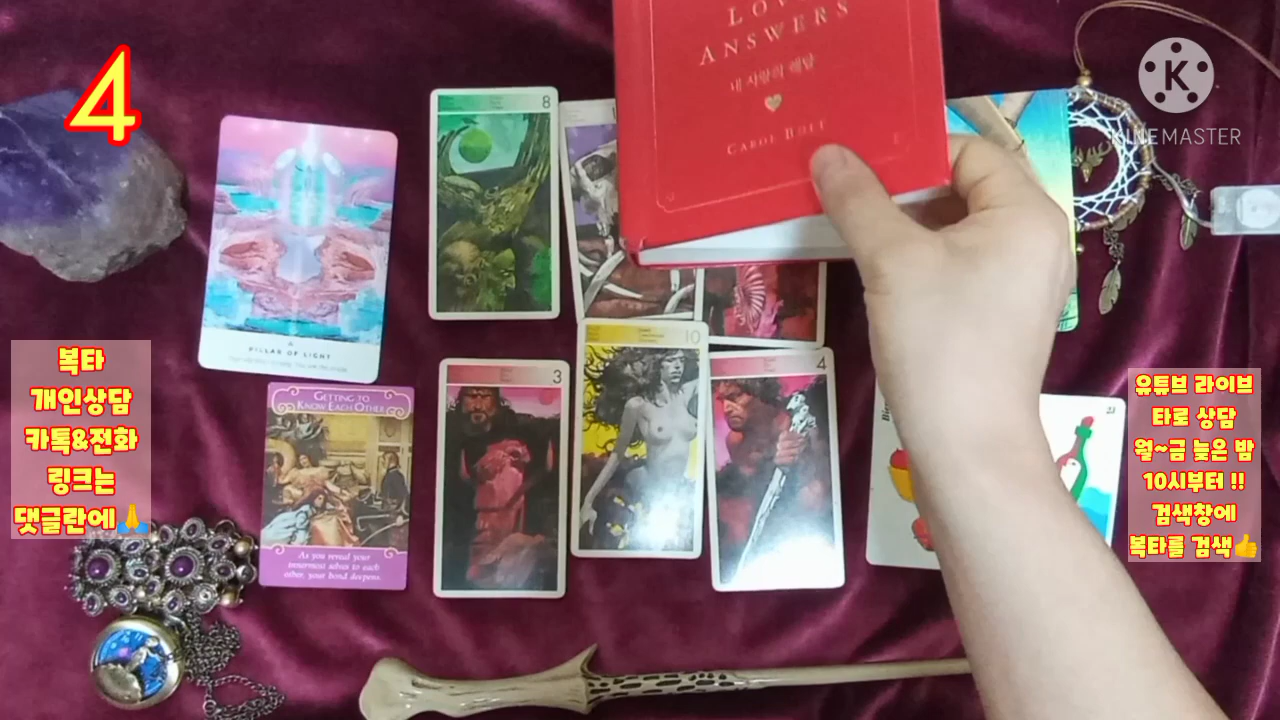 4
LOVE
ANSWERS
내 사랑의 해답
CAROL BOLT
K
KINEMASTER
8
PILLAR OF LIGHT
복타
개인상담
카톡&전화
링크는
댓글란에🙏
GETTING TO
KNOW EACH OTHER
As you reveal your
innermost selves to each
other, your bond deepens.
3
10
4
유튜브 라이브
타로 상담
월~금 늦은 밤
10시부터 !!
검색창에
복타를 검색👍